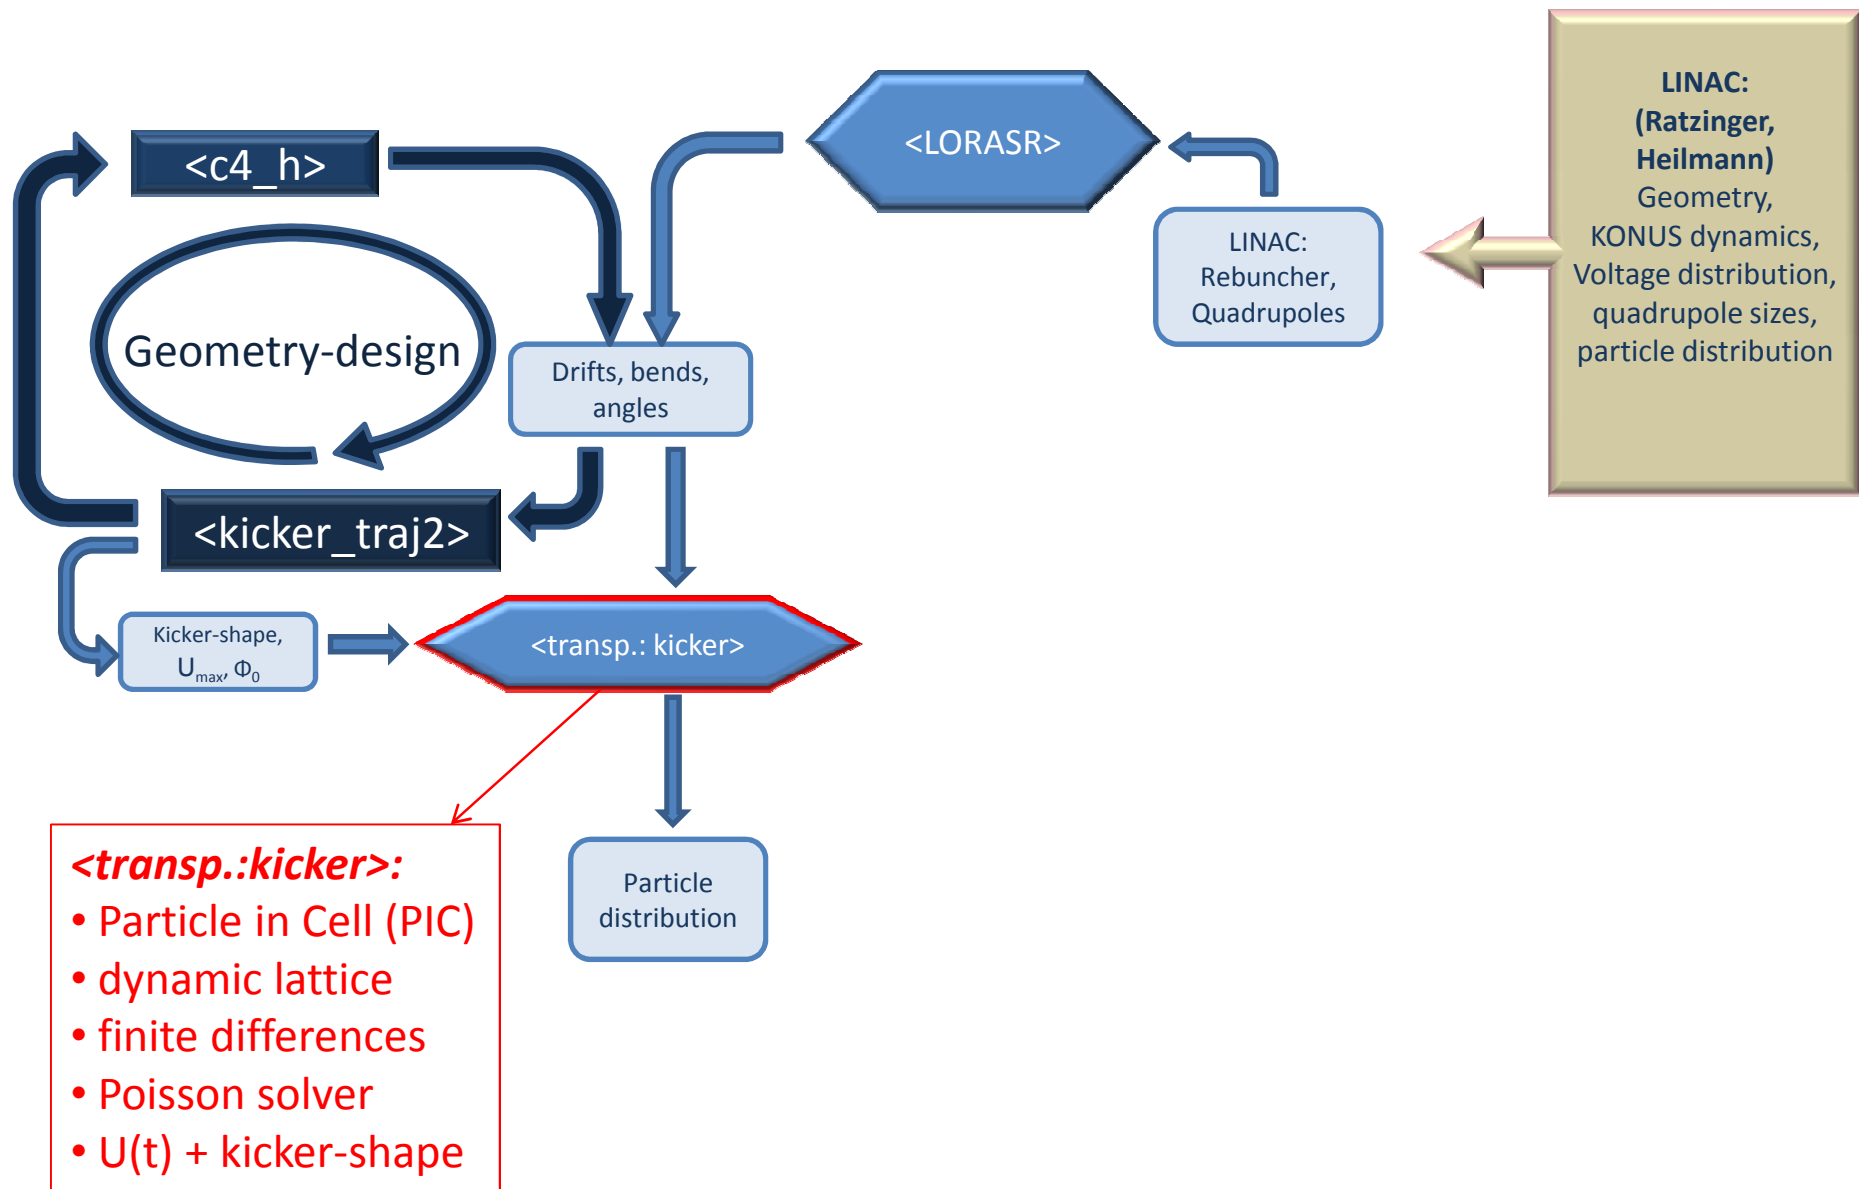 <c4_h>
Geometry-design
<kicker_traj2>
Drifts, bends,
angles
<LORASR>
LINAC:
Rebuncher,
Quadrupoles
LINAC:
(Ratzinger,
Heilmann)
Geometry,
KONUS dynamics,
Voltage distribution,
quadrupole sizes,
particle distribution
Kicker-shape,
Umax, Φ0
<transp.: kicker>
Particle
distribution
<transp.:kicker>:
• Particle in Cell (PIC)
• dynamic lattice
• finite differences
• Poisson solver
• U(t) + kicker-shape